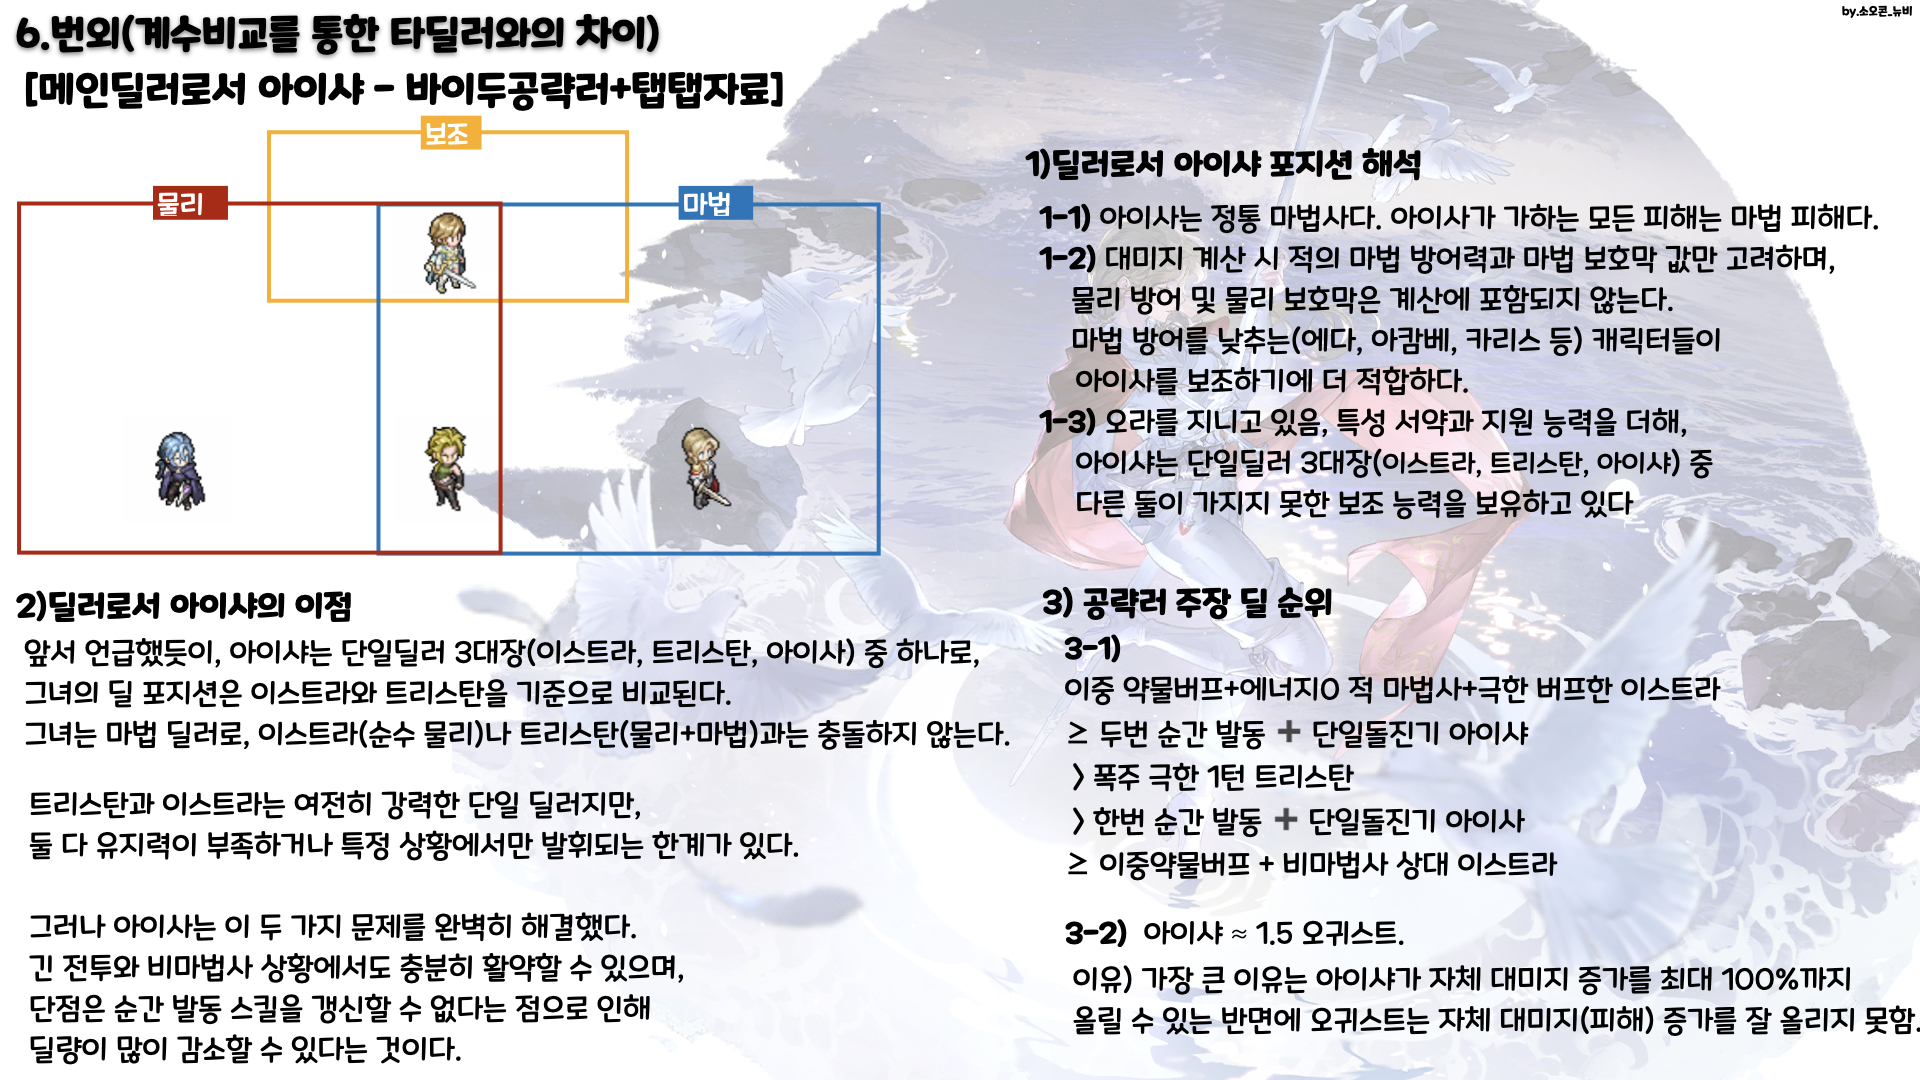 by.소오콘_뉴비
6.번외(계수비교를 통한 타딜러와의 차이)
[메인딜러로서 아이샤 - 바이두공략러+탭탭자료]
보조
물리
마법
1)딜러로서 아이샤 포지션 해석
1-1) 아이사는 정통 마법사다. 아이사가 가하는 모든 피해는 마법 피해다.
1-2) 대미지 계산 시 적의 마법 방어력과 마법 보호막 값만 고려하며,
물리 방어 및 물리 보호막은 계산에 포함되지 않는다.
마법 방어를 낮추는(에다, 아캄베, 카리스 등) 캐릭터들이
아이사를 보조하기에 더 적합하다.
1-3) 오라를 지니고 있음, 특성 서약과 지원 능력을 더해,
아이샤는 단일딜러 3대장(이스트라, 트리스탄, 아이샤) 중
다른 둘이 가지지 못한 보조 능력을 보유하고 있다
2)딜러로서 아이샤의 이점
앞서 언급했듯이, 아이샤는 단일딜러 3대장(이스트라, 트리스탄, 아이사) 중 하나로,
그녀의 딜 포지션은 이스트라와 트리스탄을 기준으로 비교된다.
그녀는 마법 딜러로, 이스트라(순수 물리)나 트리스탄(물리+마법)과는 충돌하지 않는다.
트리스탄과 이스트라는 여전히 강력한 단일 딜러지만,
둘 다 유지력이 부족하거나 특정 상황에서만 발휘되는 한계가 있다.
그러나 아이사는 이 두 가지 문제를 완벽히 해결했다.
긴 전투와 비마법사 상황에서도 충분히 활약할 수 있으며,
단점은 순간 발동 스킬을 갱신할 수 없다는 점으로 인해
딜량이 많이 감소할 수 있다는 것이다.
3) 공략러 주장 딜 순위
3-1)
이중 약물버프+에너지0 적 마법사+극한 버프한 이스트라
≥ 두번 순간 발동 ➕ 단일돌진기 아이샤
> 폭주 극한 1턴 트리스탄
> 한번 순간 발동 ➕ 단일돌진기 아이사
≥ 이중약물버프 + 비마법사 상대 이스트라
3-2) 아이샤 ≈ 1.5 오귀스트.
이유) 가장 큰 이유는 아이샤가 자체 대미지 증가를 최대 100%까지
올릴 수 있는 반면에 오귀스트는 자체 대미지(피해) 증가를 잘 올리지 못함.